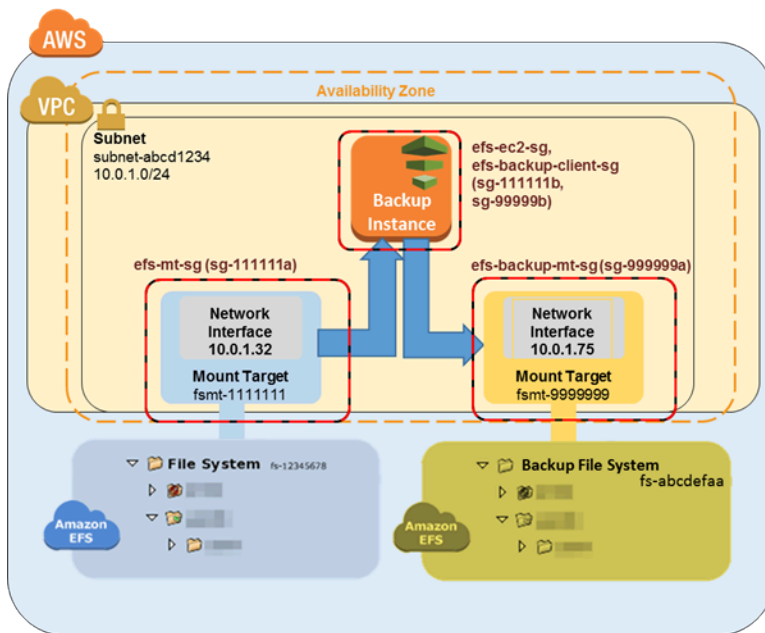 AWS
VPC
Availability Zone
Subnet
subnet-abcd1234
10.0.1.0/24
Backup
Instance
efs-ec2-sg,
efs-backup-client-sg
(sg-111111b,
sg-99999b)
efs-mt-sg (sg-111111a)
efs-backup-mt-sg (sg-999999a)
Network
Interface
10.0.1.32
Mount Target
fsmt-1111111
Network
Interface
10.0.1.75
Mount Target
fsmt-9999999
File System fs-12345678
Amazon
EFS
Backup File System
fs-abcdefaa
Amazon
EFS